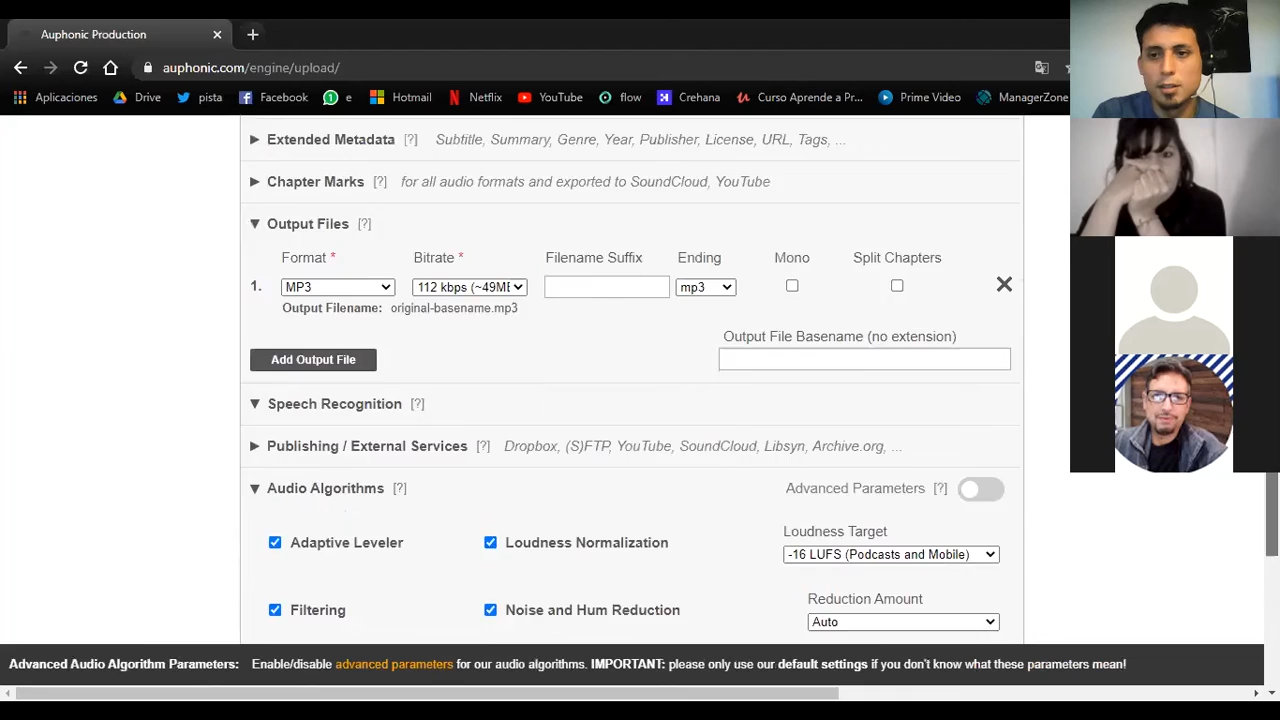 Auphonic Production
auphonic.com/engine/upload/
Aplicaciones Drive pista Facebook e Hotmail Netflix YouTube flow Crehana Curso Aprende a Pr... Prime Video ManagerZone
Extended Metadata [?] Subtitle, Summary, Genre, Year, Publisher, License, URL, Tags, ...
Chapter Marks [?] for all audio formats and exported to SoundCloud, YouTube
Output Files [?]
Format * Bitrate * Filename Suffix Ending Mono Split Chapters
1. MP3 112 kbps (~49ME mp3
Output Filename: original-basename.mp3
Output File Basename (no extension)
Add Output File
Speech Recognition [?]
Publishing / External Services [?] Dropbox, (S)FTP, YouTube, SoundCloud, Libsyn, Archive.org, ...
Audio Algorithms [?] Advanced Parameters [?]
Loudness Target
Adaptive Leveler Loudness Normalization -16 LUFS (Podcasts and Mobile)
Reduction Amount
Filtering Noise and Hum Reduction Auto
Advanced Audio Algorithm Parameters: Enable/disable advanced parameters for our audio algorithms. IMPORTANT: please only use our default settings if you don't know what these parameters mean!